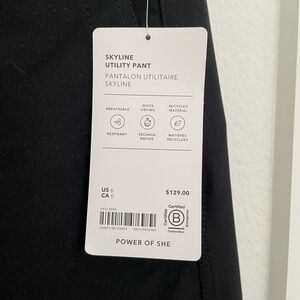 SKYLINE
UTILITY PANT
PANTALON UTILITAIRE
SKYLINE
BREATHABLE
QUICK
DRYING
RECYCLED
MATERIAL
RESPIRANT
SÉCHAGE
RAPIDE
MATIÈRES
RECYCLÉES
US 6
CA 6
$129.00
Certified
B
Corporation
POWER OF SHE